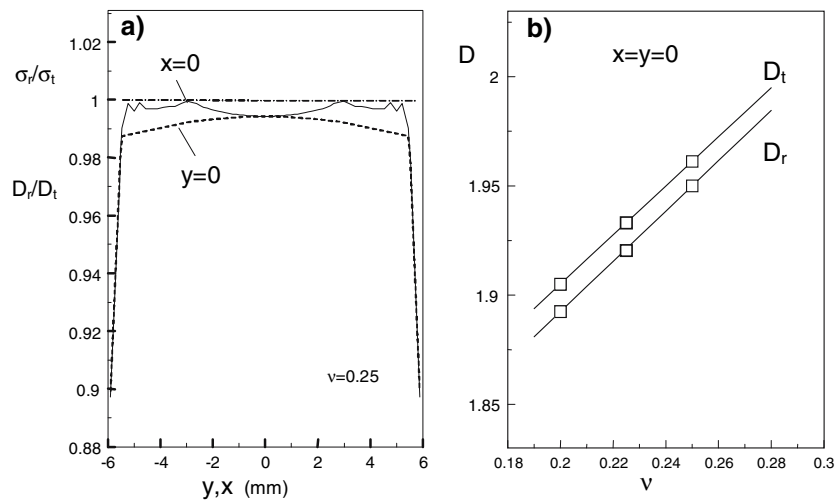 a)
1.02
σr/σt
x=0
1
0.98
y=0
Dr/Dt
0.96
0.94
0.92
ν=0.25
0.9
0.88
-6 -4 -2 0 2 4 6
y,x (mm)
b)
D
x=y=0
2
Dt
Dr
1.95
1.9
1.85
0.18 0.2 0.22 0.24 0.26 0.28 0.3
ν